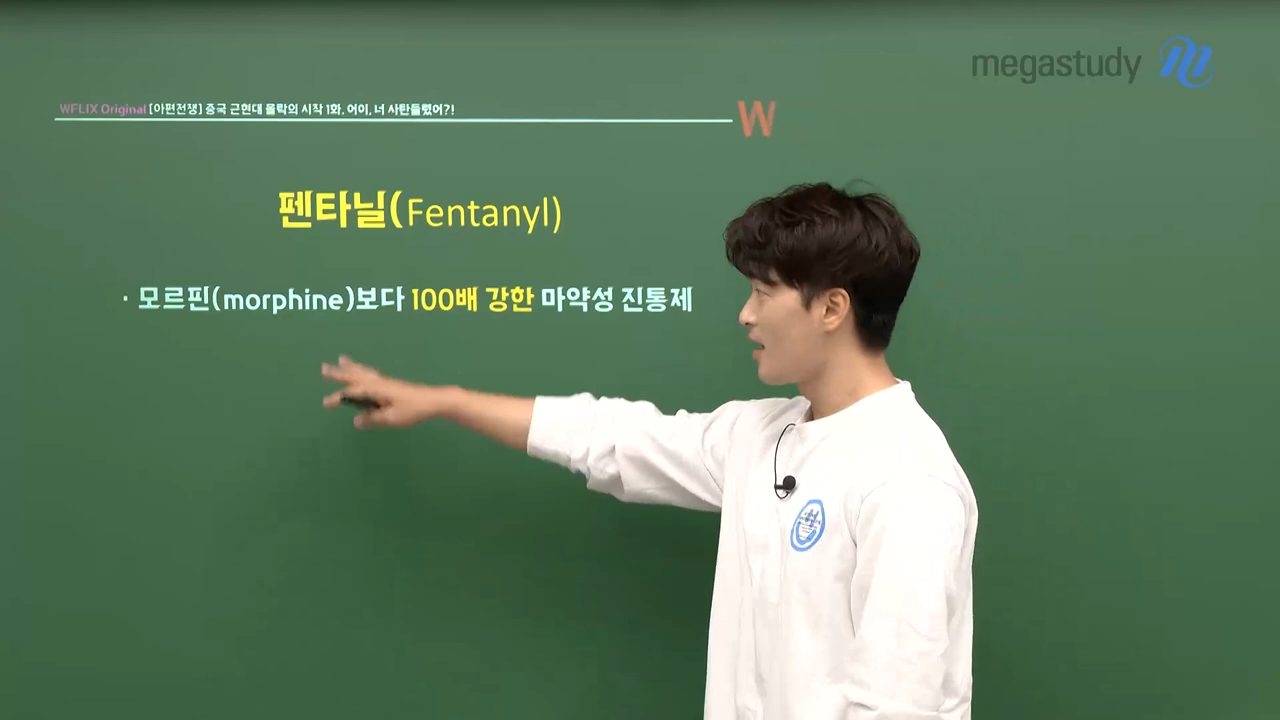 megastudy
WFLIX Original [아편전쟁] 중국 근현대 몰락의 시작 1화. 어이, 너 사탄들렸어?!
W
펜타닐(Fentanyl)
· 모르핀(morphine)보다 100배 강한 마약성 진통제